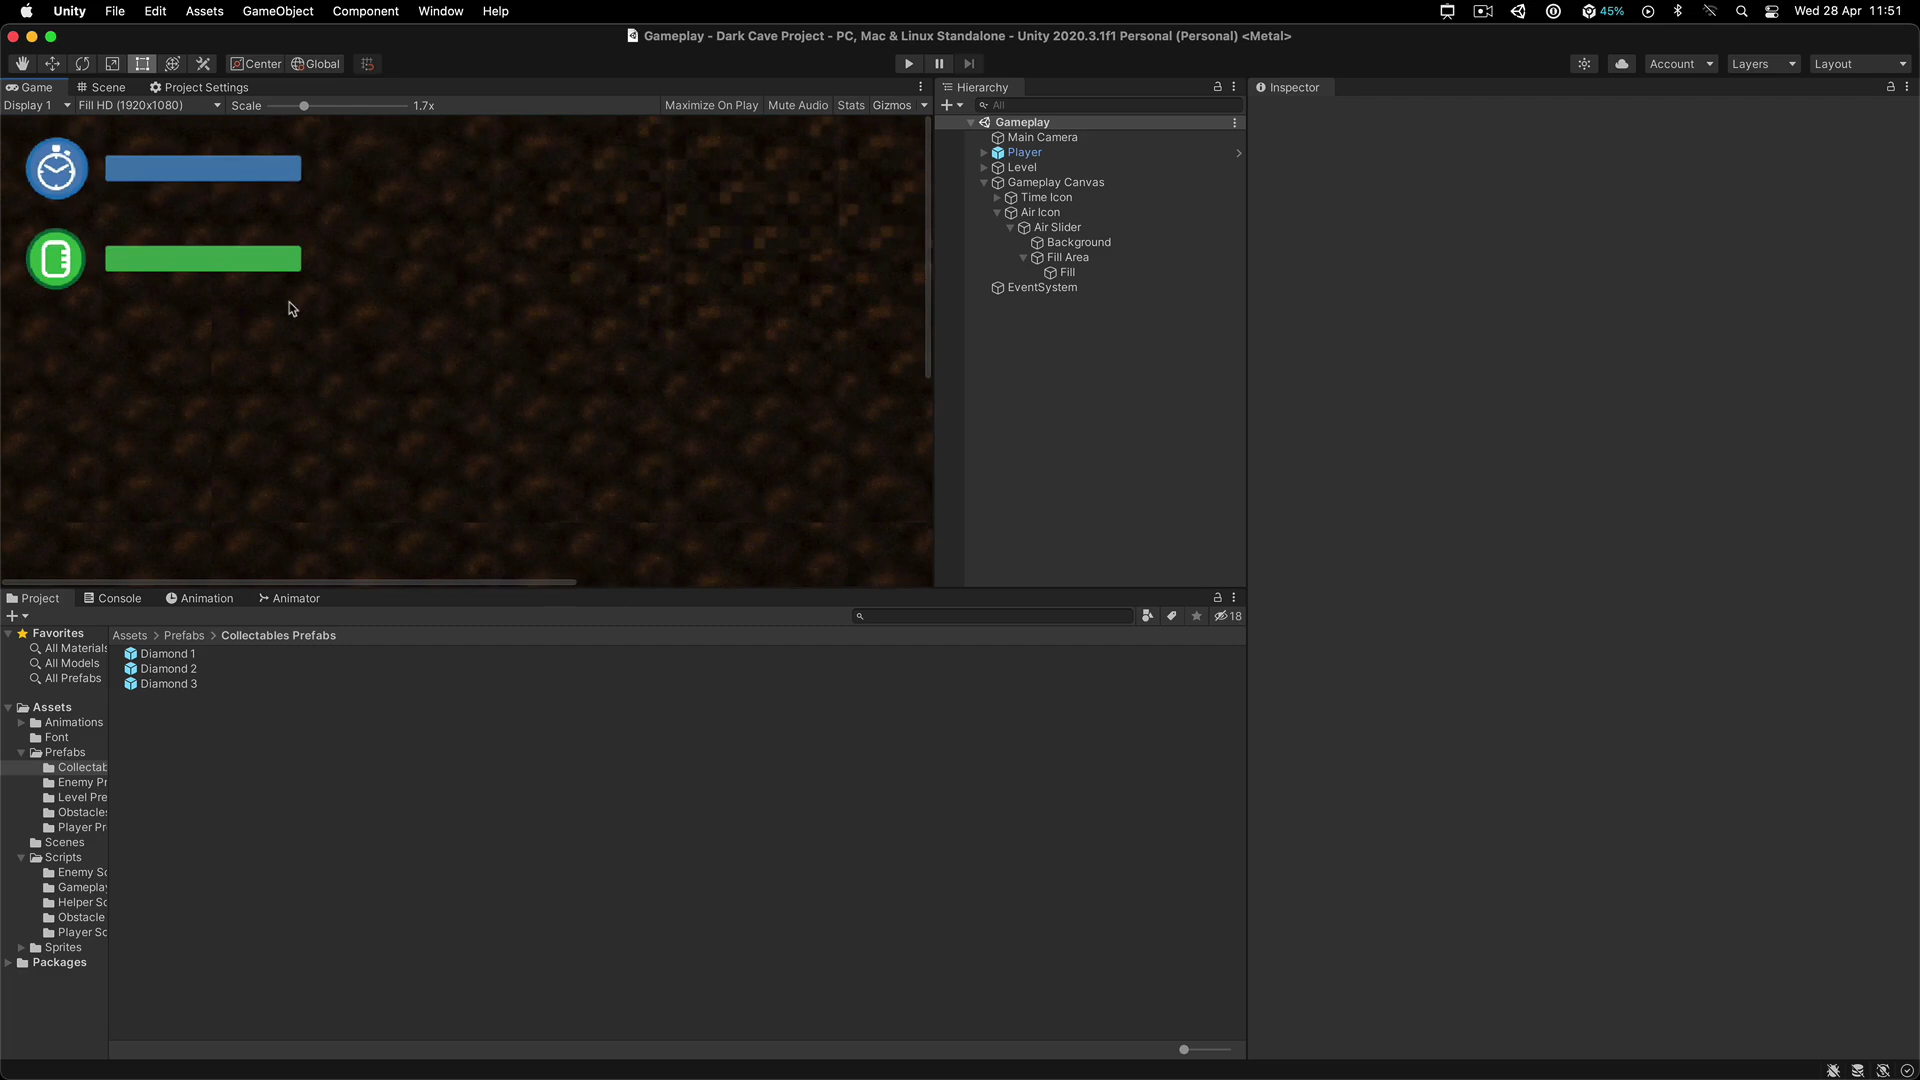 Unity File Edit Assets GameObject Component Window Help 45% Wed 28 Apr 11:51
Gameplay - Dark Cave Project - PC, Mac & Linux Standalone - Unity 2020.3.1f1 Personal (Personal) <Metal>
Center Global Account Layers Layout
Game Scene Project Settings Hierarchy Inspector
Display 1 Fill HD (1920x1080) Scale 1.7x Maximize On Play Mute Audio Stats Gizmos All
Gameplay
Main Camera
Player
Level
Gameplay Canvas
Time Icon
Air Icon
Air Slider
Background
Fill Area
Fill
EventSystem
Project Console Animation Animator
18
Favorites
All Materials
All Models
All Prefabs
Assets
Animations
Font
Prefabs
Collectab
Enemy Pr
Level Pre
Obstacles
Player Pr
Scenes
Scripts
Enemy Sc
Gameplay
Helper Sc
Obstacle
Player Sc
Sprites
Packages
Assets > Prefabs > Collectables Prefabs
Diamond 1
Diamond 2
Diamond 3